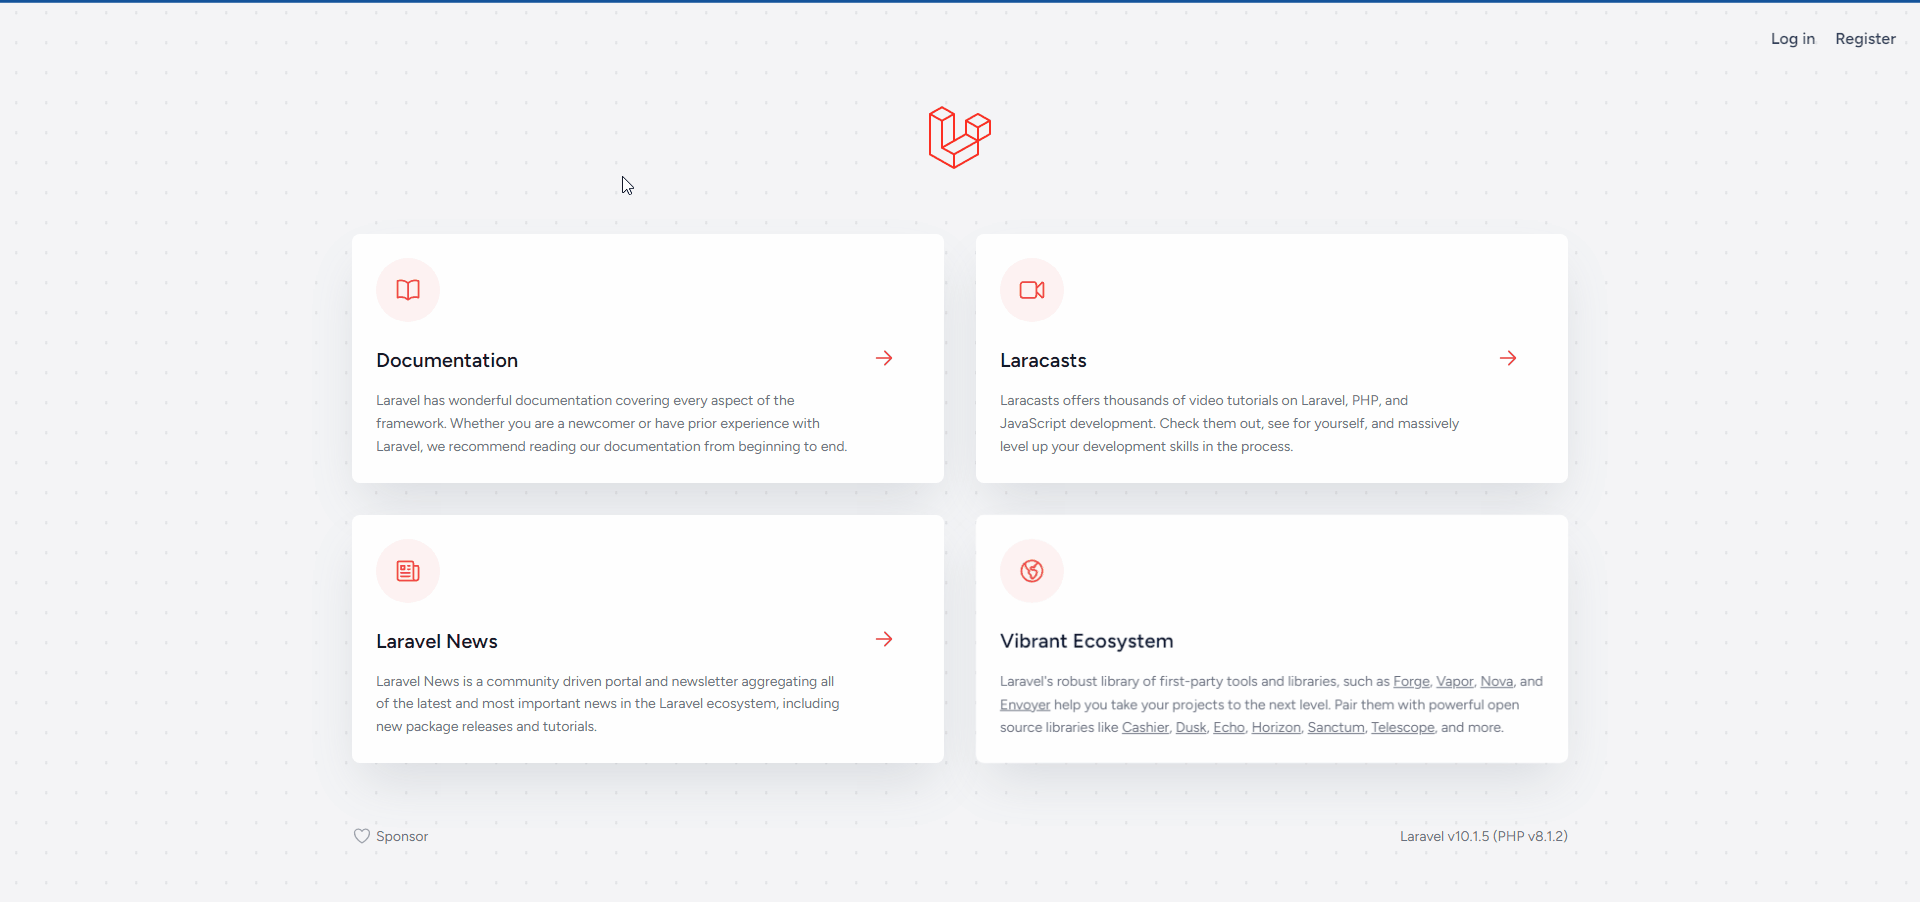 Log in Register
Documentation
Laravel has wonderful documentation covering every aspect of the
framework. Whether you are a newcomer or have prior experience with
Laravel, we recommend reading our documentation from beginning to end.
Laracasts
Laracasts offers thousands of video tutorials on Laravel, PHP, and
JavaScript development. Check them out, see for yourself, and massively
level up your development skills in the process.
Laravel News
Laravel News is a community driven portal and newsletter aggregating all
of the latest and most important news in the Laravel ecosystem, including
new package releases and tutorials.
Vibrant Ecosystem
Laravel's robust library of first-party tools and libraries, such as Forge, Vapor, Nova, and
Envoyer help you take your projects to the next level. Pair them with powerful open
source libraries like Cashier, Dusk, Echo, Horizon, Sanctum, Telescope, and more.
Sponsor
Laravel v10.1.5 (PHP v8.1.2)